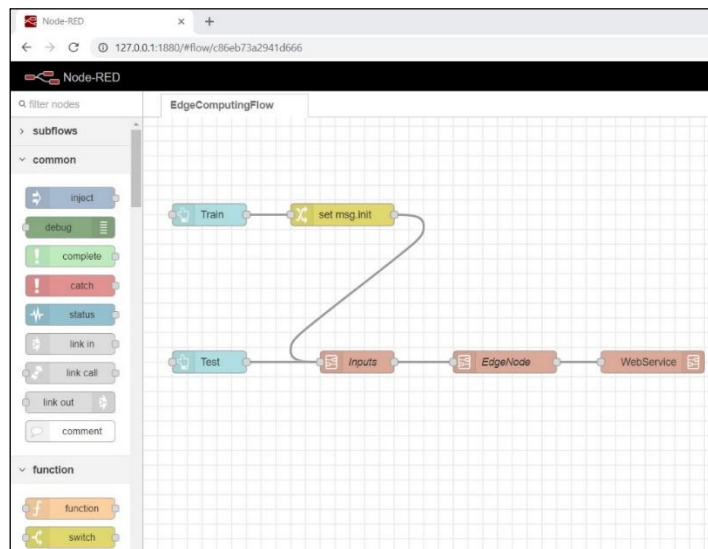 Node-RED
127.0.0.1:1880/#flow/c86eb73a2941d666
Node-RED
filter nodes
EdgeComputingFlow
subflows
common
inject
debug
complete
catch
status
link in
link call
link out
comment
function
function
switch
Train
set msg.init
Test
Inputs
EdgeNode
WebService